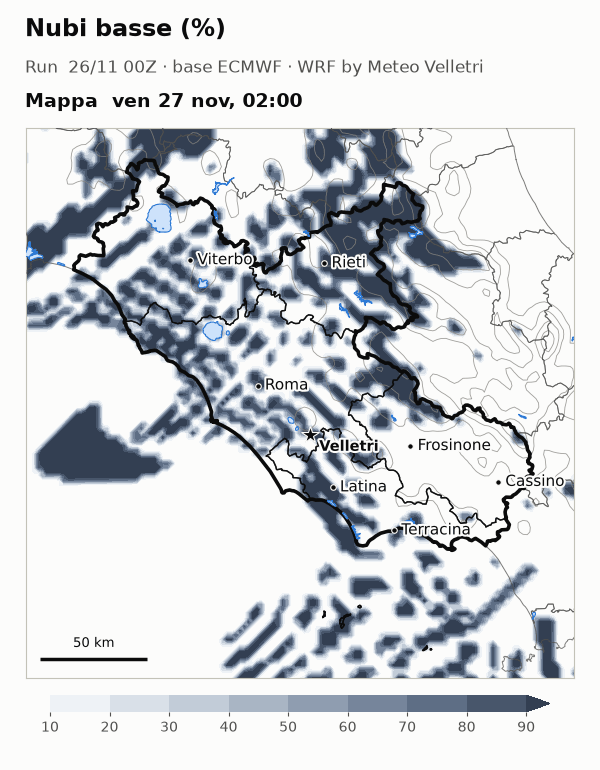 Nubi basse (%)
Run  26/11 00Z · base ECMWF · WRF by Meteo Velletri
Mappa  ven 27 nov, 02:00
Viterbo
Rieti
Roma
Velletri
Frosinone
Cassino
Latina
Terracina
50 km
10 20 30 40 50 60 70 80 90